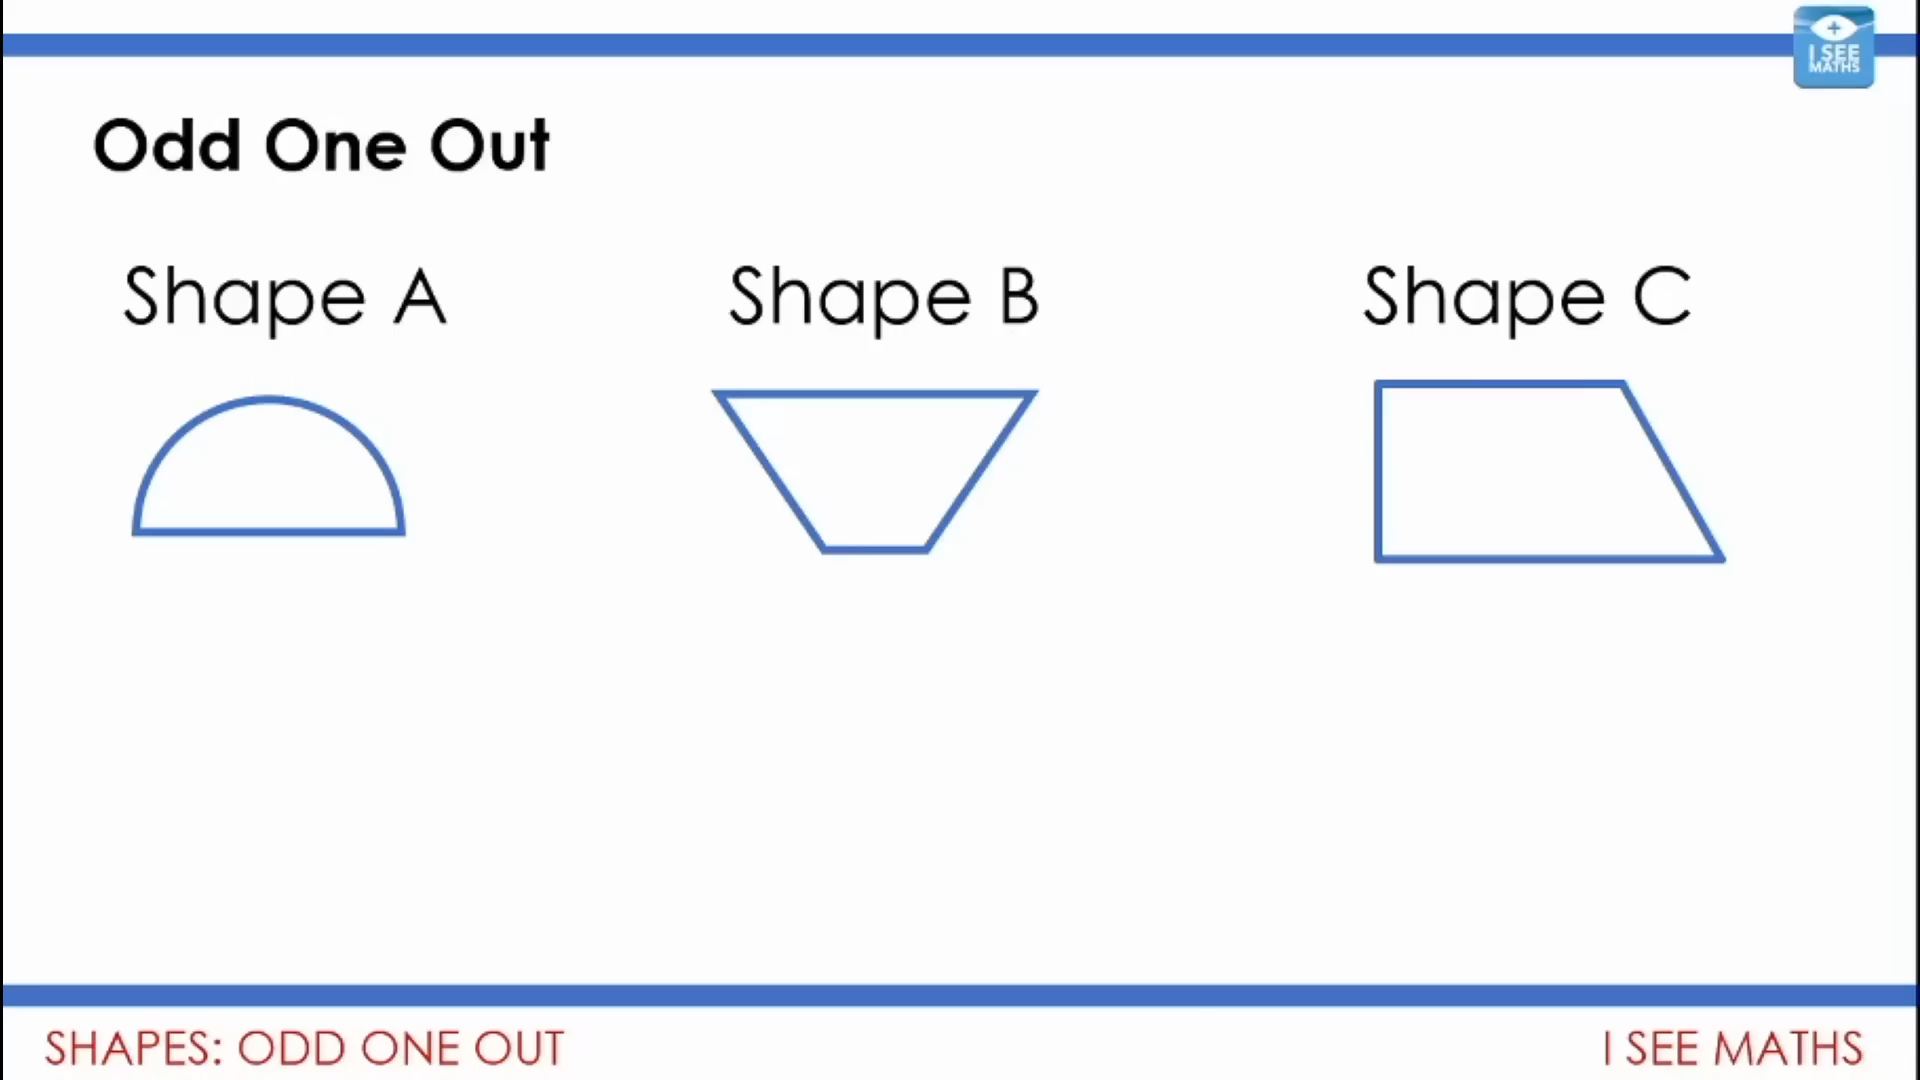 I SEE
MATHS
Odd One Out
Shape A
Shape B
Shape C
SHAPES: ODD ONE OUT
I SEE MATHS